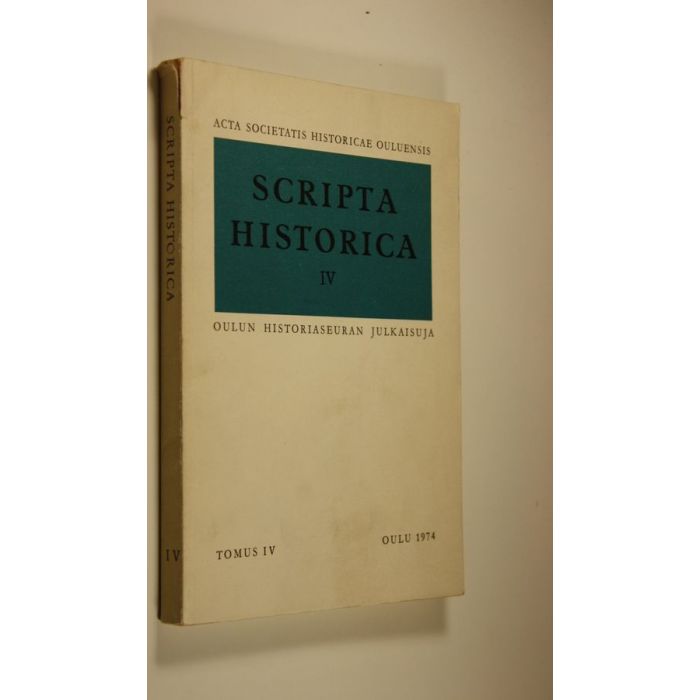 ACTA SOCIETATIS HISTORICAE OULUENSIS
SCRIPTA
HISTORICA
IV
OULUN HISTORIASEURAN JULKAISUJA
TOMUS IV
OULU 1974
SCRIPTA HISTORICA
IV